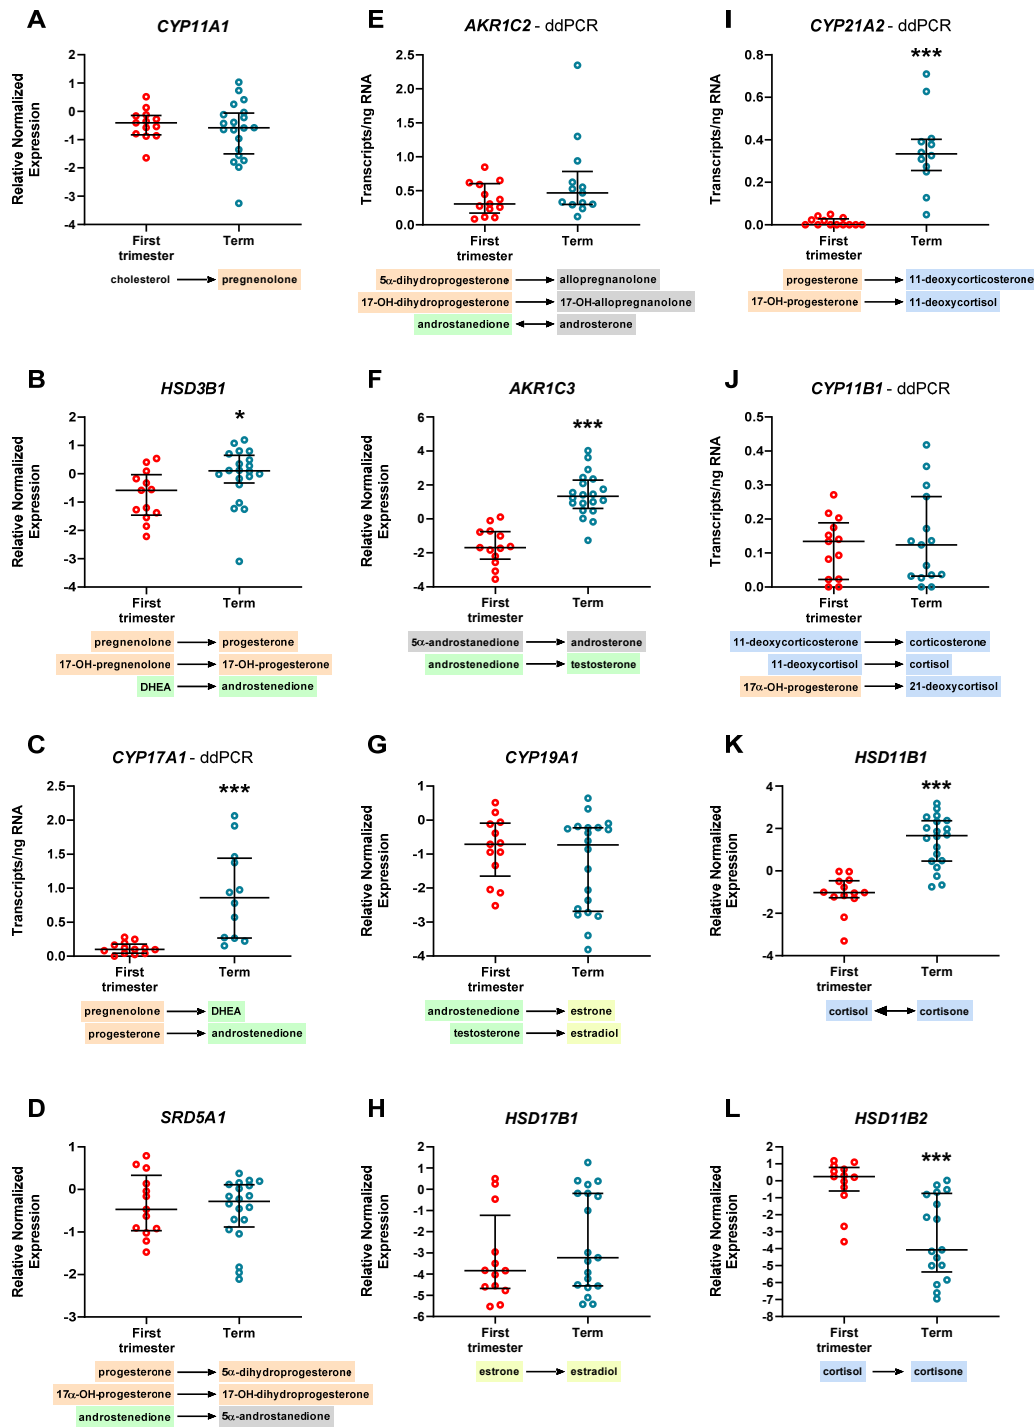 A
CYP11A1
Relative Normalized
Expression
2
1
0
-1
-2
-3
-4
First
trimester
Term
cholesterol
pregnenolone
B
HSD3B1
*
Relative Normalized
Expression
2
1
0
-1
-2
-3
-4
First
trimester
Term
pregnenolone
progesterone
17-OH-pregnenolone
17-OH-progesterone
DHEA
androstenedione
C
CYP17A1 - ddPCR
***
Transcripts/ng RNA
2.5
2.0
1.5
1.0
0.5
0.0
First
trimester
Term
pregnenolone
DHEA
progesterone
androstenedione
D
SRD5A1
Relative Normalized
Expression
1
0
-1
-2
-3
First
trimester
Term
progesterone
5α-dihydroprogesterone
17α-OH-progesterone
17-OH-dihydroprogesterone
androstenedione
5α-androstanedione
E
AKR1C2 - ddPCR
Transcripts/ng RNA
2.5
2.0
1.5
1.0
0.5
0.0
First
trimester
Term
5α-dihydroprogesterone
allopregnanolone
17-OH-dihydroprogesterone
17-OH-allopregnanolone
androstanedione
androsterone
F
AKR1C3
***
Relative Normalized
Expression
6
4
2
0
-2
-4
First
trimester
Term
5α-androstanedione
androsterone
androstenedione
testosterone
G
CYP19A1
Relative Normalized
Expression
1
0
-1
-2
-3
-4
First
trimester
Term
androstenedione
estrone
testosterone
estradiol
H
HSD17B1
Relative Normalized
Expression
2
1
0
-1
-2
-3
-4
-5
-6
First
trimester
Term
estrone
estradiol
I
CYP21A2 - ddPCR
***
Transcripts/ng RNA
0.8
0.6
0.4
0.2
0.0
First
trimester
Term
progesterone
11-deoxycorticosterone
17-OH-progesterone
11-deoxycortisol
J
CYP11B1 - ddPCR
Transcripts/ng RNA
0.5
0.4
0.3
0.2
0.1
0.0
First
trimester
Term
11-deoxycorticosterone
corticosterone
11-deoxycortisol
cortisol
17α-OH-progesterone
21-deoxycortisol
K
HSD11B1
***
Relative Normalized
Expression
4
2
0
-2
-4
First
trimester
Term
cortisol
cortisone
L
HSD11B2
***
Relative Normalized
Expression
2
1
0
-1
-2
-3
-4
-5
-6
-7
-8
First
trimester
Term
cortisol
cortisone